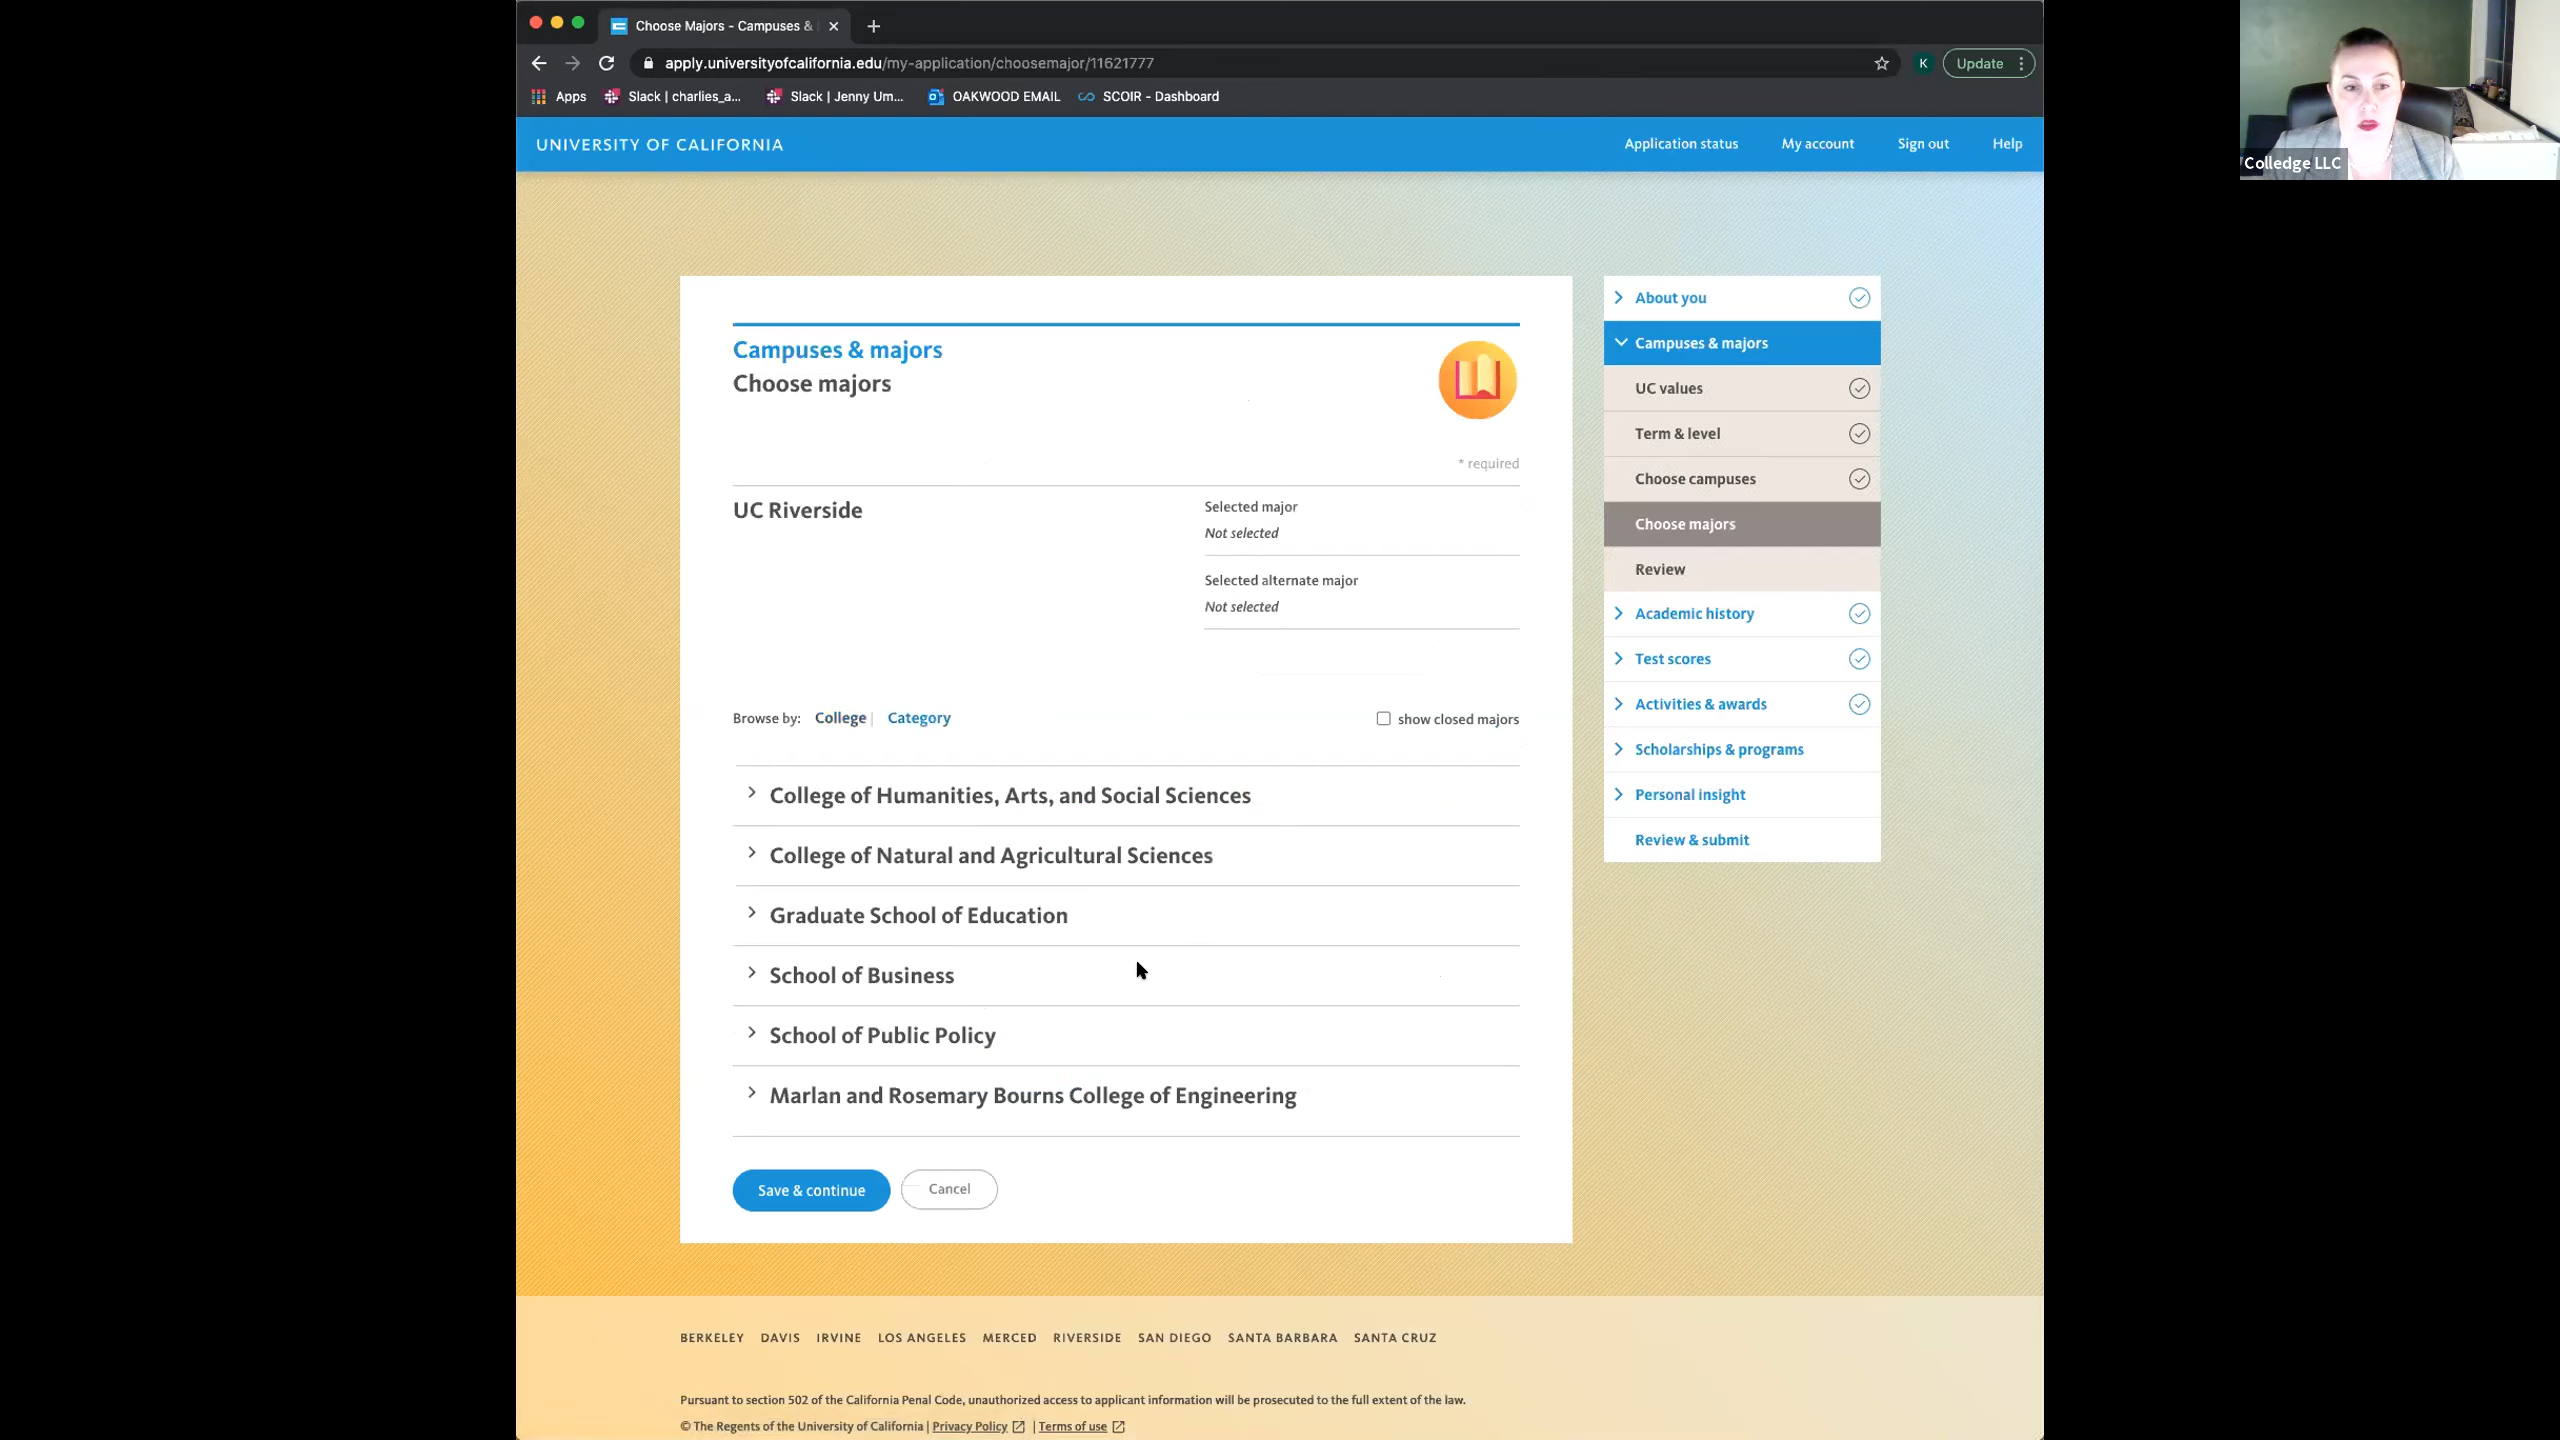 Choose Majors - Campuses &
apply.universityofcalifornia.edu/my-application/choosemajor/11621777
K
Update
Apps
Slack | charlies_a...
Slack | Jenny Um...
OAKWOOD EMAIL
SCOIR - Dashboard
Colledge LLC
UNIVERSITY OF CALIFORNIA
Application status
My account
Sign out
Help
Campuses & majors
Choose majors
* required
UC Riverside
Selected major
Not selected
Selected alternate major
Not selected
Browse by: College | Category
show closed majors
College of Humanities, Arts, and Social Sciences
College of Natural and Agricultural Sciences
Graduate School of Education
School of Business
School of Public Policy
Marlan and Rosemary Bourns College of Engineering
Save & continue
Cancel
About you
Campuses & majors
UC values
Term & level
Choose campuses
Choose majors
Review
Academic history
Test scores
Activities & awards
Scholarships & programs
Personal insight
Review & submit
BERKELEY DAVIS IRVINE LOS ANGELES MERCED RIVERSIDE SAN DIEGO SANTA BARBARA SANTA CRUZ
Pursuant to section 502 of the California Penal Code, unauthorized access to applicant information will be prosecuted to the full extent of the law.
© The Regents of the University of California | Privacy Policy | Terms of use